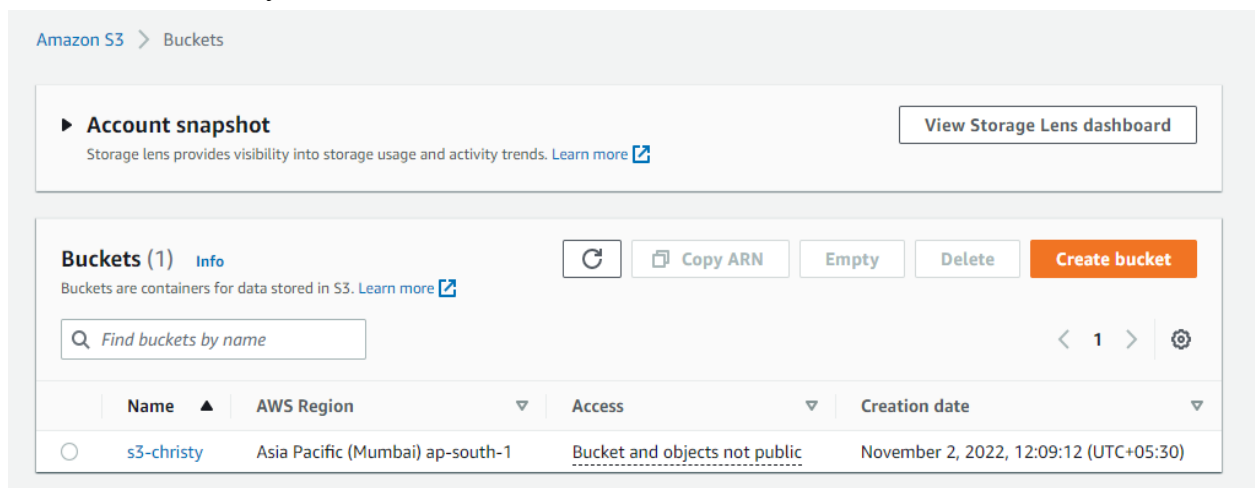 Amazon S3 > Buckets
Account snapshot
View Storage Lens dashboard
Storage lens provides visibility into storage usage and activity trends. Learn more
Buckets (1) Info
Copy ARN Empty Delete Create bucket
Buckets are containers for data stored in S3. Learn more
Find buckets by name
< 1 >
Name AWS Region Access Creation date
s3-christy Asia Pacific (Mumbai) ap-south-1 Bucket and objects not public November 2, 2022, 12:09:12 (UTC+05:30)